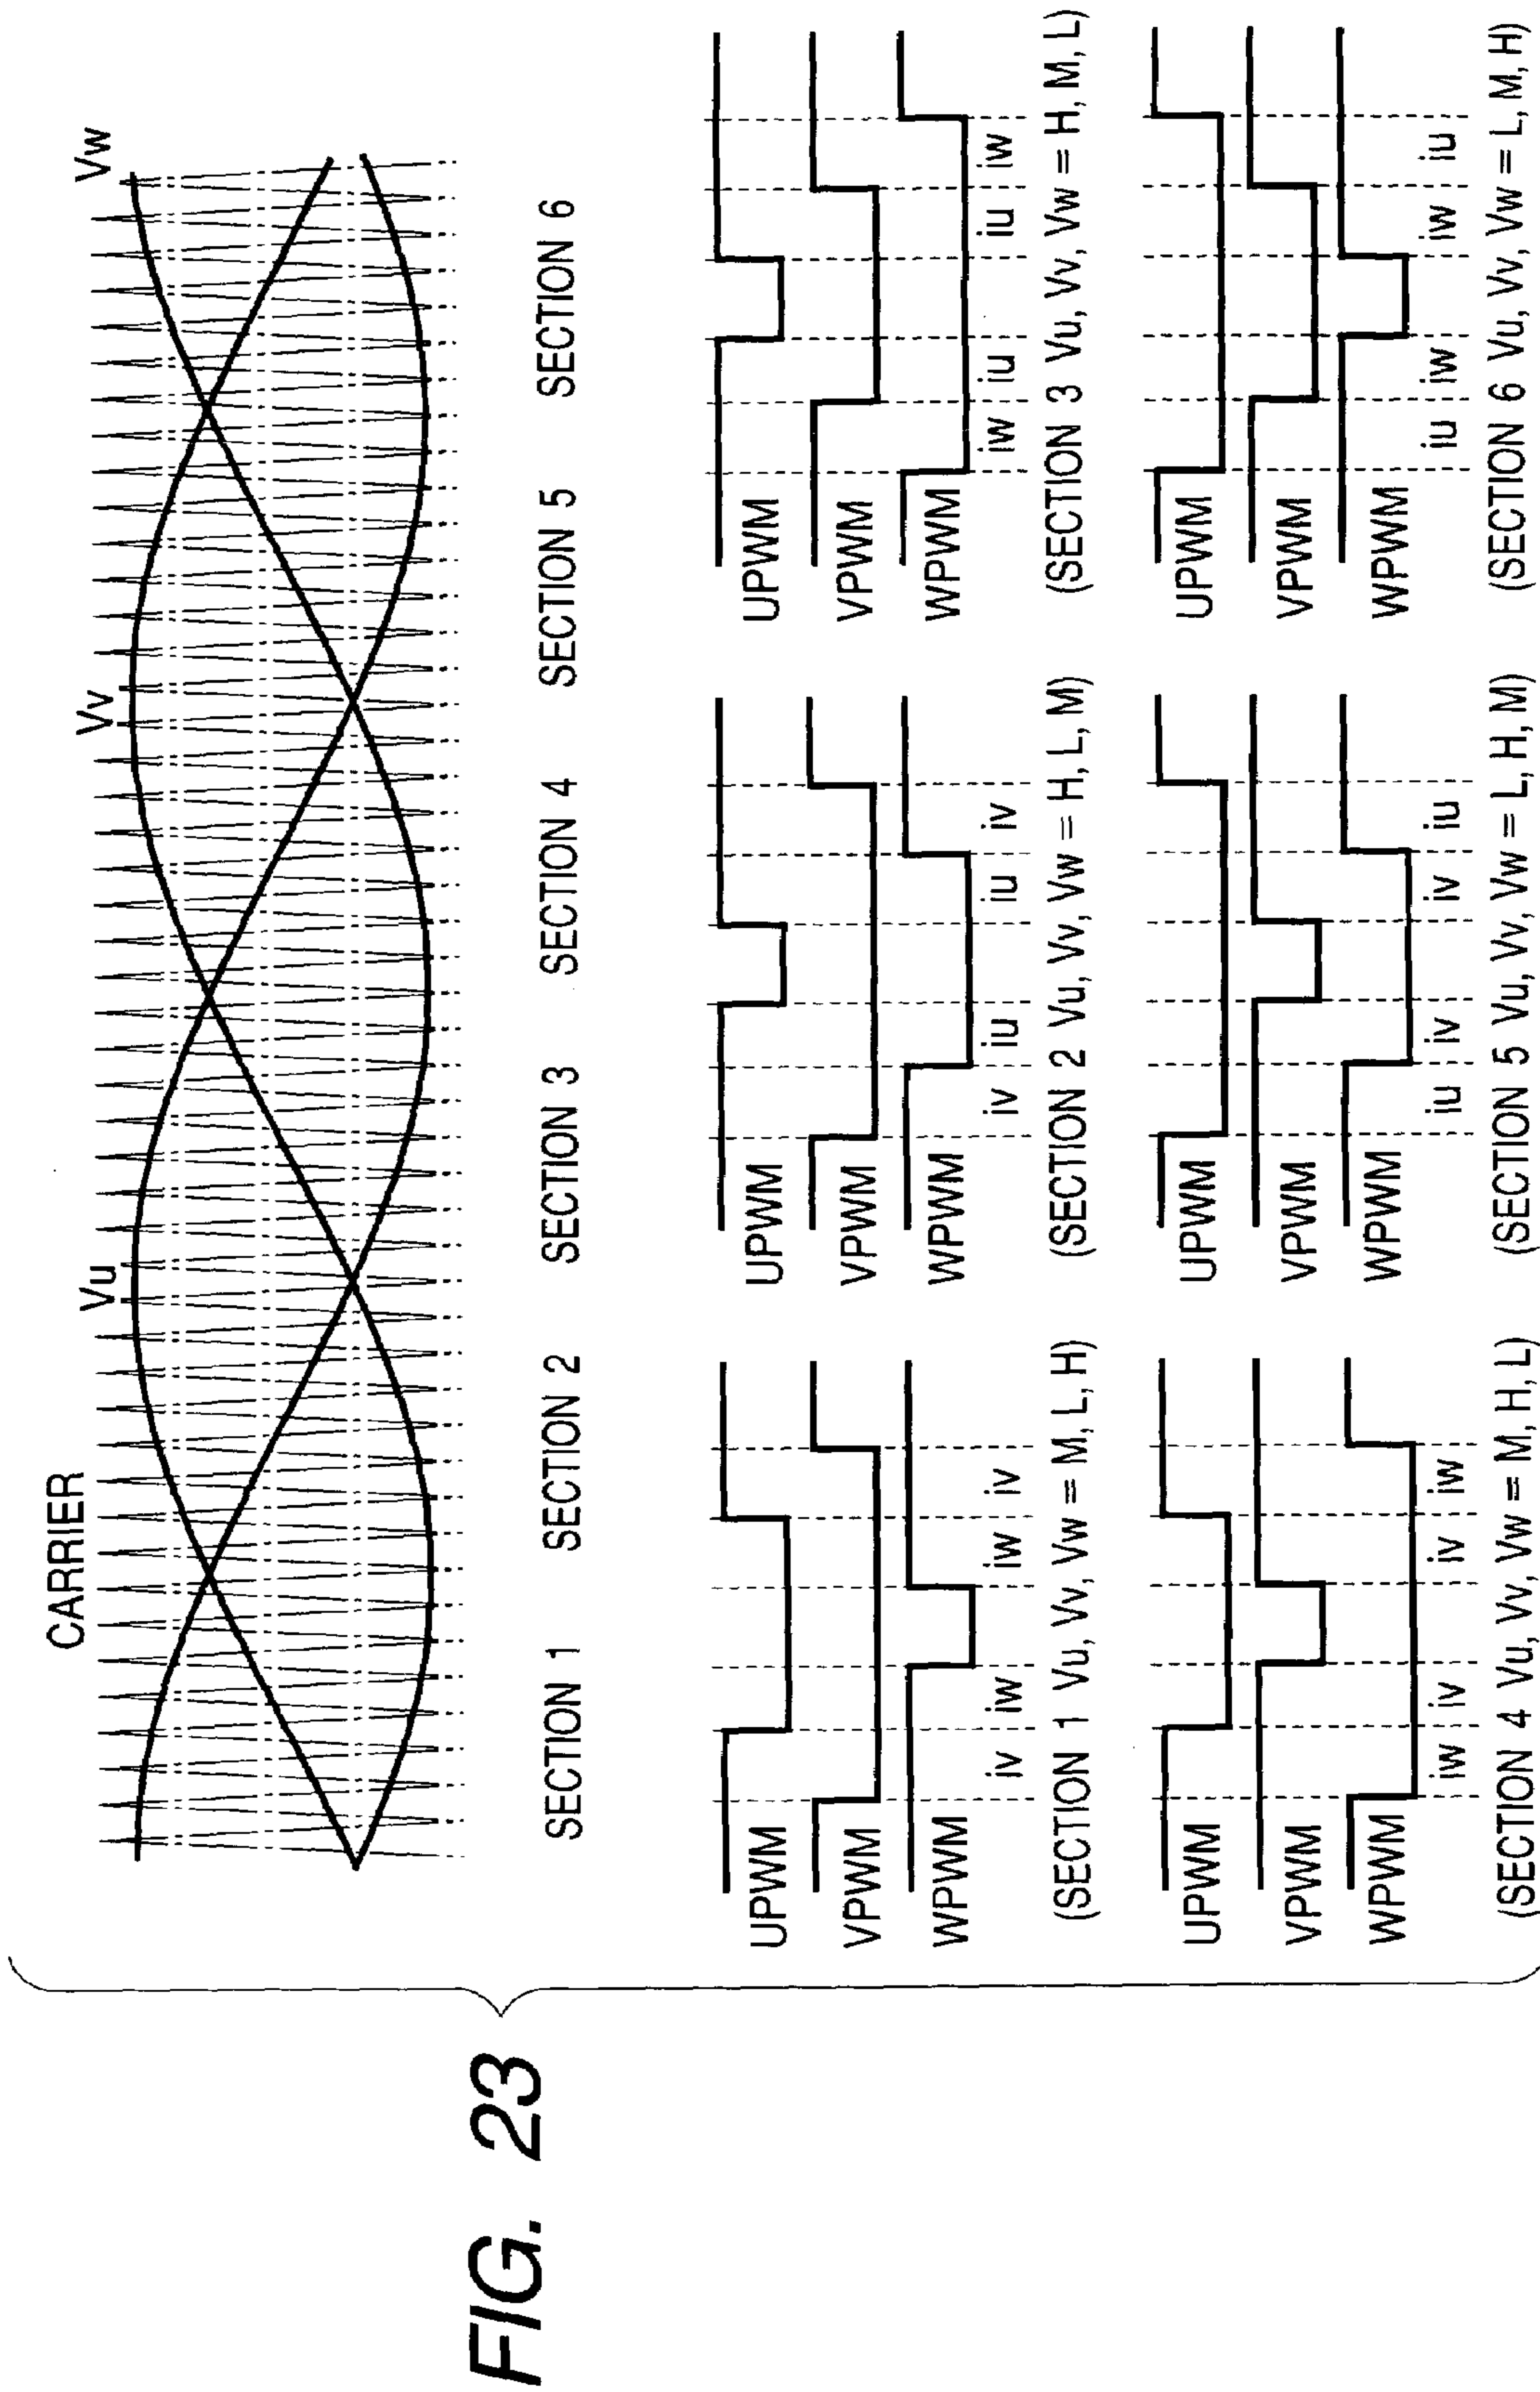 FIG. 23
CARRIER
Vu
Vv
Vw
SECTION 1
SECTION 2
SECTION 3
SECTION 4
SECTION 5
SECTION 6
UPWM
VPWM
WPWM
iv iw iw iv
(SECTION 1 Vu, Vv, Vw = M, L, H)
UPWM
VPWM
WPWM
iv iu iu iv
(SECTION 2 Vu, Vv, Vw = H, L, M)
UPWM
VPWM
WPWM
iw iu iu iw
(SECTION 3 Vu, Vv, Vw = H, M, L)
UPWM
VPWM
WPWM
iw iv iv iw
(SECTION 4 Vu, Vv, Vw = M, H, L)
UPWM
VPWM
WPWM
iu iv iv iu
(SECTION 5 Vu, Vv, Vw = L, H, M)
UPWM
VPWM
WPWM
iu iw iw iu
(SECTION 6 Vu, Vv, Vw = L, M, H)